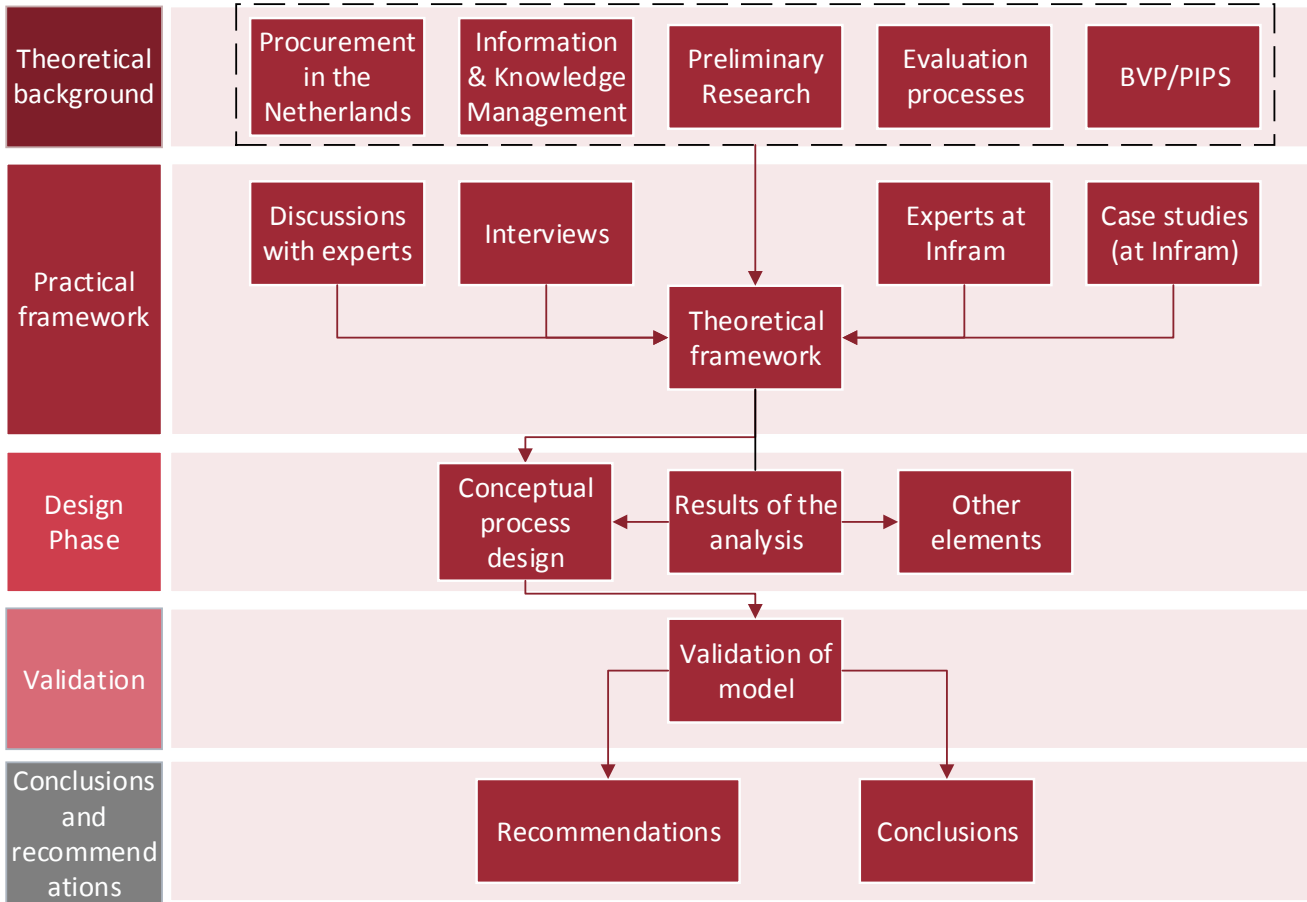 Theoretical
background
Procurement
in the
Netherlands
Information
& Knowledge
Management
Preliminary
Research
Evaluation
processes
BVP/PIPS
Practical
framework
Discussions
with experts
Interviews
Experts at
Infram
Case studies
(at Infram)
Theoretical
framework
Design
Phase
Conceptual
process
design
Results of the
analysis
Other
elements
Validation
Validation of
model
Conclusions
and
recommend
ations
Recommendations
Conclusions